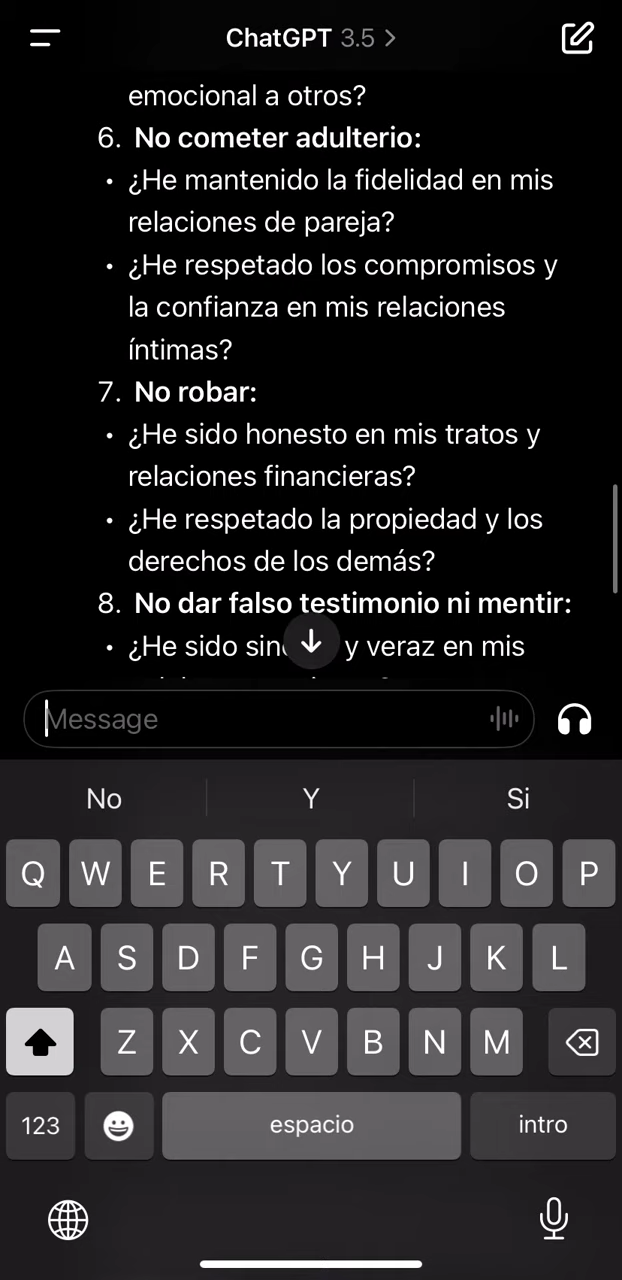 ChatGPT 3.5 >
emocional a otros?
6. No cometer adulterio:
• ¿He mantenido la fidelidad en mis
relaciones de pareja?
• ¿He respetado los compromisos y
la confianza en mis relaciones
íntimas?
7. No robar:
• ¿He sido honesto en mis tratos y
relaciones financieras?
• ¿He respetado la propiedad y los
derechos de los demás?
8. No dar falso testimonio ni mentir:
• ¿He sido y veraz en mis
Message
No Y Si
Q W E R T Y U I O P
A S D F G H J K L
Z X C V B N M
123 espacio intro